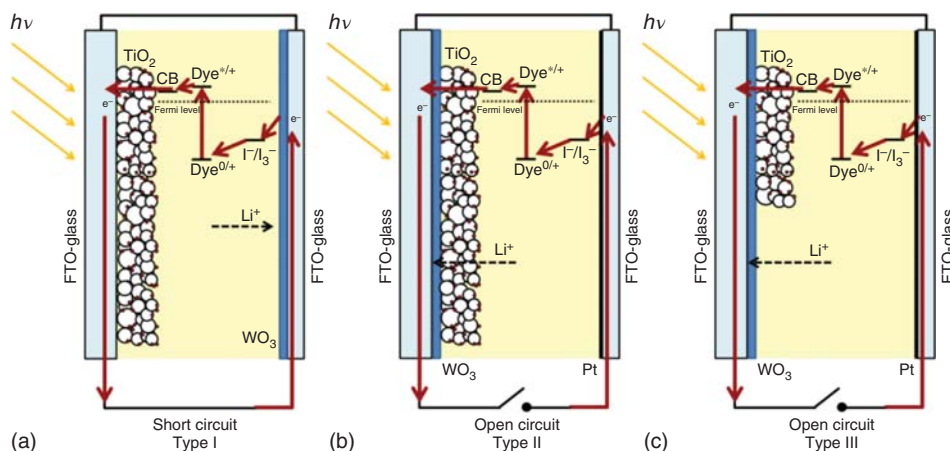 hν
TiO₂
CB
Dye*/+
e⁻
Fermi level
e⁻
I⁻/I₃⁻
Dye⁰/+
Li⁺
FTO-glass
FTO-glass
WO₃
Short circuit
Type I
(a)
hν
TiO₂
CB
Dye*/+
e⁻
Fermi level
e⁻
I⁻/I₃⁻
Dye⁰/+
Li⁺
FTO-glass
FTO-glass
WO₃
Pt
Open circuit
Type II
(b)
hν
TiO₂
CB
Dye*/+
e⁻
Fermi level
e⁻
I⁻/I₃⁻
Dye⁰/+
Li⁺
FTO-glass
FTO-glass
WO₃
Pt
Open circuit
Type III
(c)